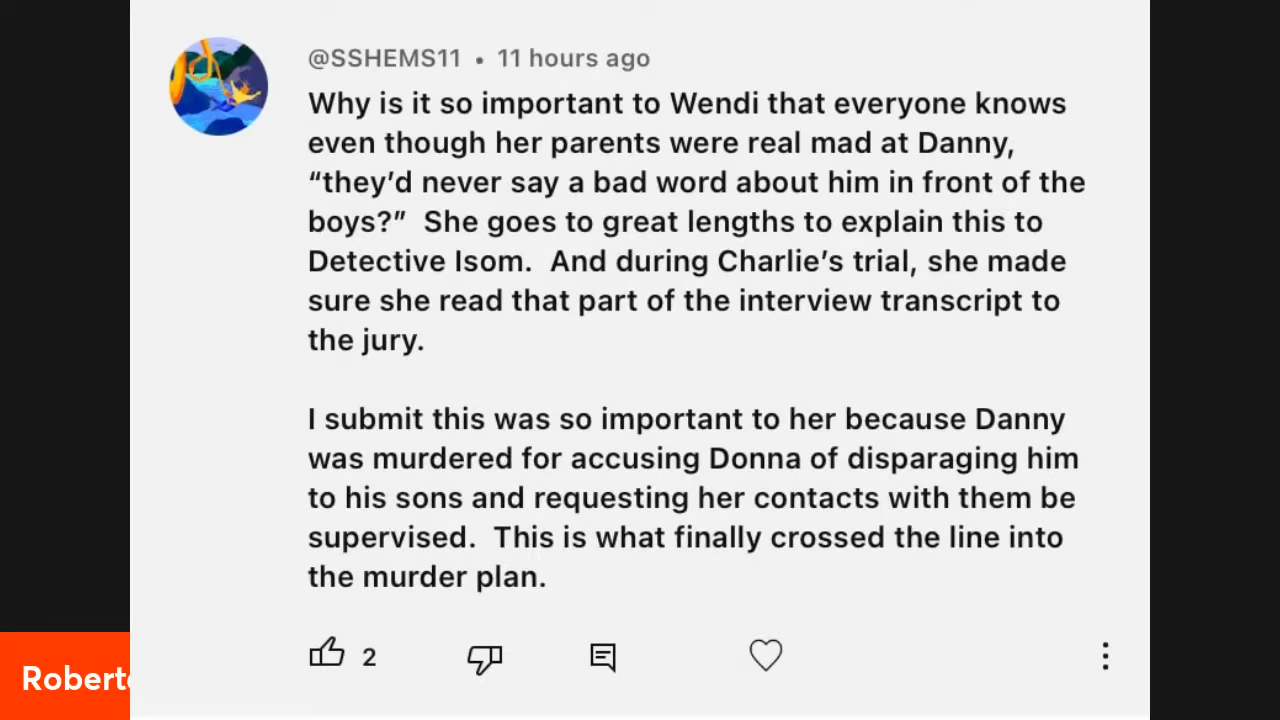 @SSHEMS11 • 11 hours ago
Why is it so important to Wendi that everyone knows
even though her parents were real mad at Danny,
“they’d never say a bad word about him in front of the
boys?”  She goes to great lengths to explain this to
Detective Isom.  And during Charlie’s trial, she made
sure she read that part of the interview transcript to
the jury.
I submit this was so important to her because Danny
was murdered for accusing Donna of disparaging him
to his sons and requesting her contacts with them be
supervised.  This is what finally crossed the line into
the murder plan.
2